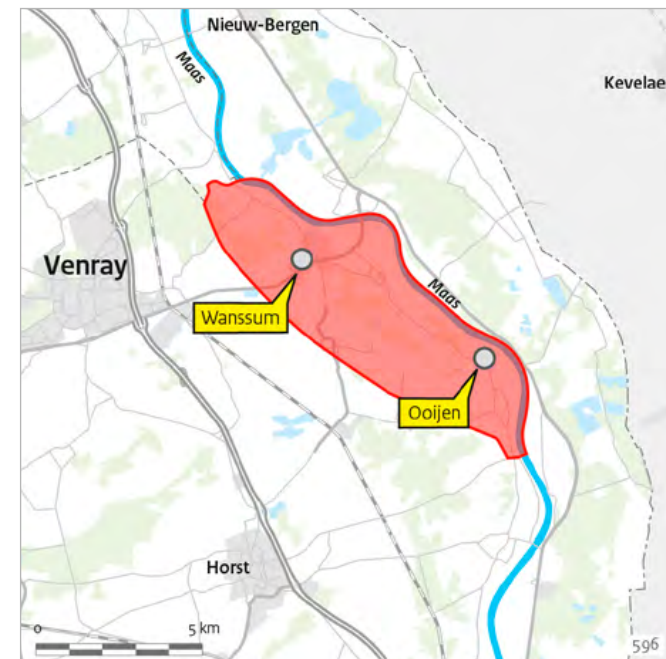 Nieuw-Bergen
Maas
Kevelae
Venray
Maas
Wanssum
Ooijen
Horst
0
5 km
596